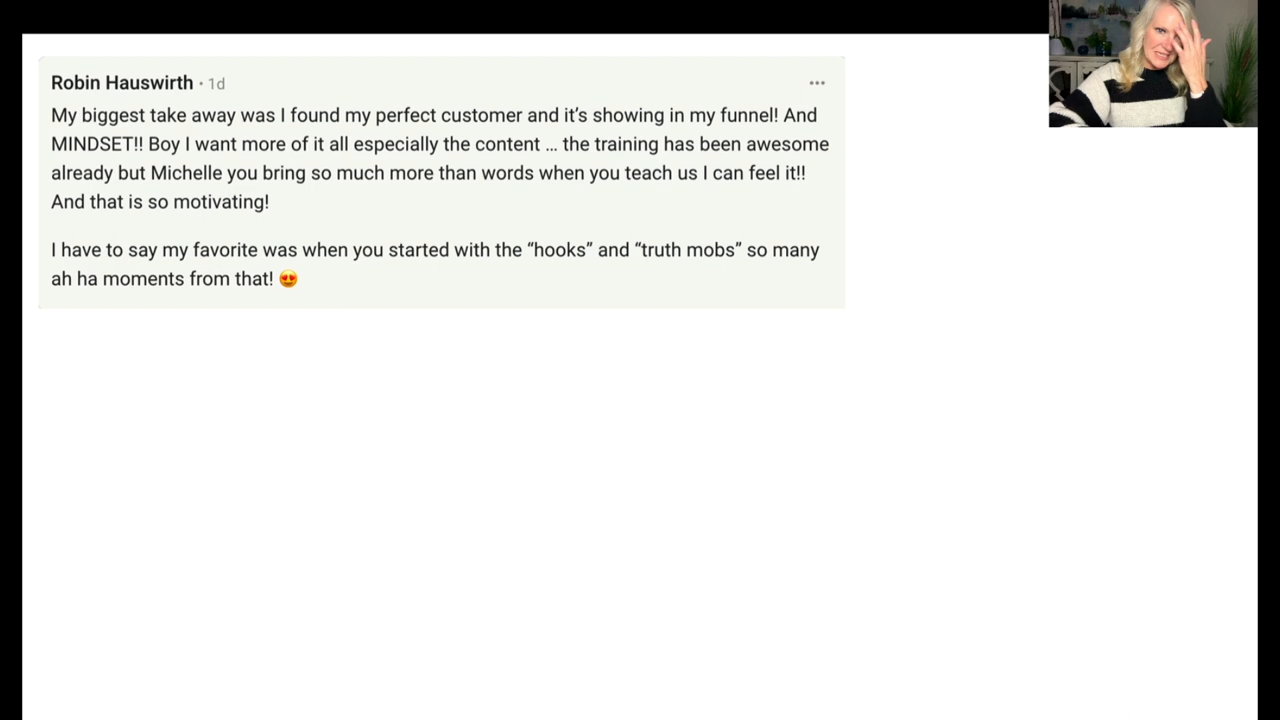 Robin Hauswirth · 1d
My biggest take away was I found my perfect customer and it’s showing in my funnel! And
MINDSET!! Boy I want more of it all especially the content ... the training has been awesome
already but Michelle you bring so much more than words when you teach us I can feel it!!
And that is so motivating!
I have to say my favorite was when you started with the “hooks” and “truth mobs” so many
ah ha moments from that! 😍